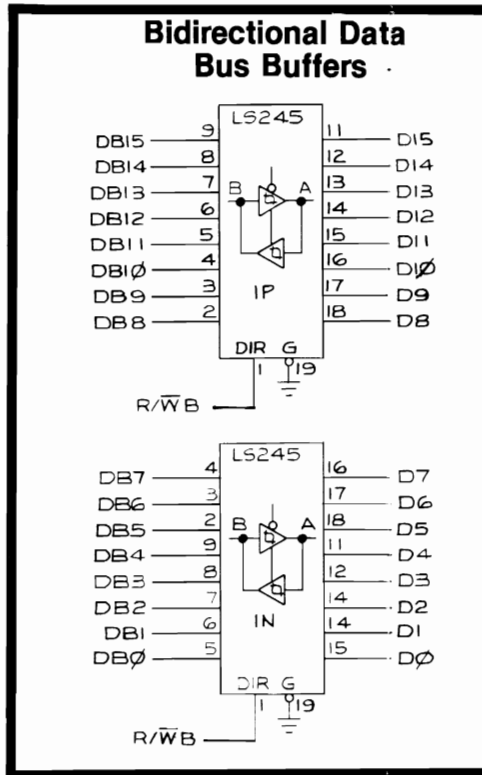 Bidirectional Data
Bus Buffers
LS245
DB15 9 11 D15
DB14 8 12 D14
DB13 7 B A 13 D13
DB12 6 14 D12
DB11 5 15 D11
DB1Ø 4 16 D1Ø
DB9 3 1P 17 D9
DB8 2 18 D8
DIR G
1 19
R/W̅B
LS245
DB7 4 16 D7
DB6 3 17 D6
DB5 2 B A 18 D5
DB4 9 11 D4
DB3 8 12 D3
DB2 7 14 D2
DB1 6 1N 14 D1
DBØ 5 15 DØ
DIR G
1 19
R/W̅B